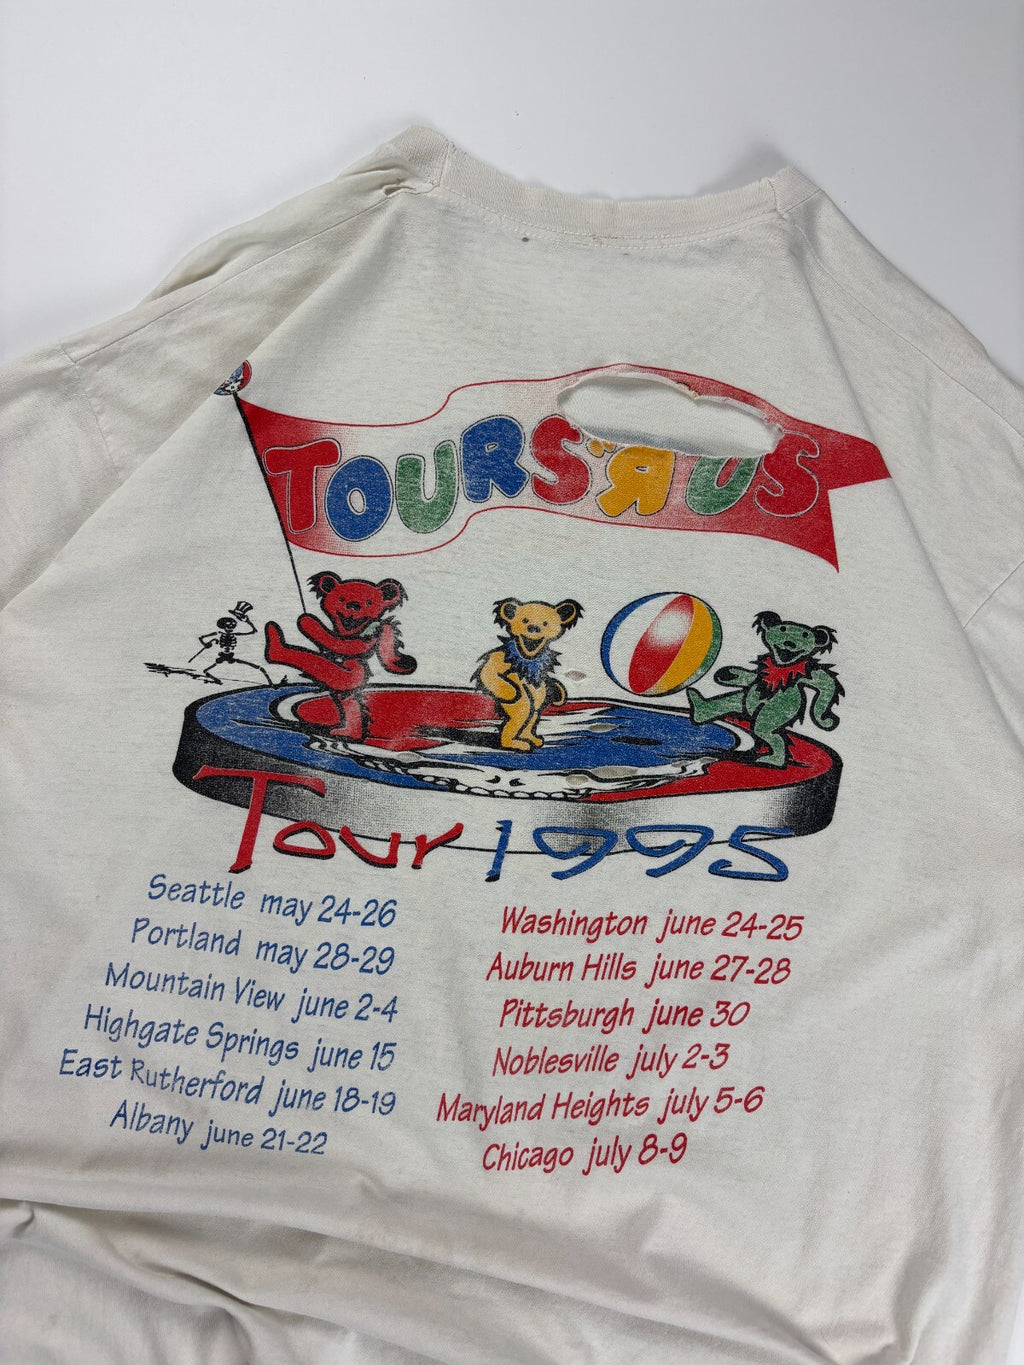 TOURS "R" US
Tour 1995
Seattle may 24-26
Portland may 28-29
Mountain View june 2-4
Highgate Springs june 15
East Rutherford june 18-19
Albany june 21-22
Washington june 24-25
Auburn Hills june 27-28
Pittsburgh june 30
Noblesville july 2-3
Maryland Heights july 5-6
Chicago july 8-9